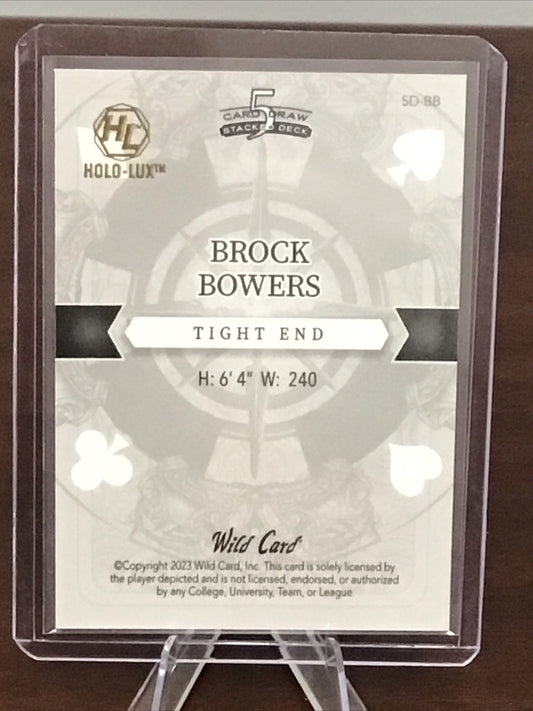 5
CARD DRAW
STACKED DECK
SD-BB
HL
HOLO-LUX™
BROCK
BOWERS
TIGHT END
H: 6' 4" W: 240
Wild Card®
©Copyright 2023 Wild Card, Inc. This card is solely licensed by
the player depicted and is not licensed, endorsed, or authorized
by any College, University, Team, or League